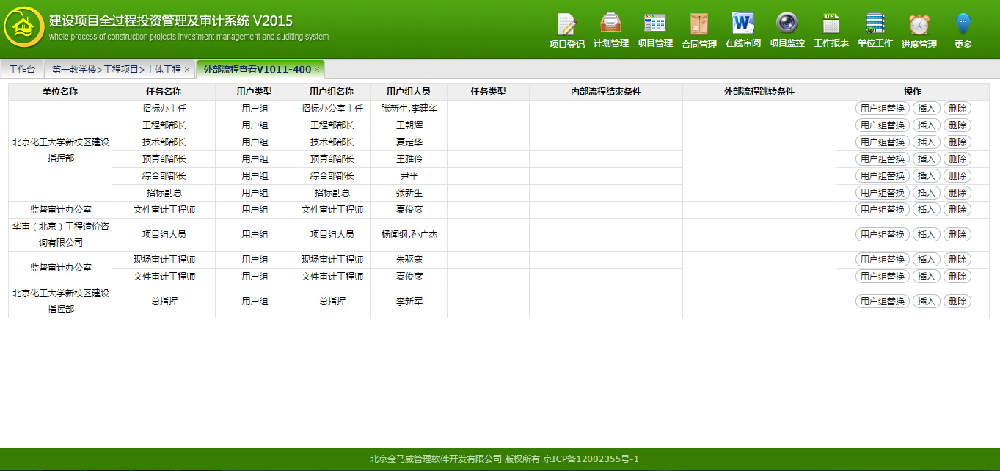 建设项目全过程投资管理及审计系统 V2015
whole process of construction projects investment management and auditing system
项目登记 计划管理 项目管理 合同管理 在线审阅 项目监控 工作报表 单位工作 进度管理 更多
工作台 第一教学楼>工程项目>主体工程 × 外部流程查看V1011-400 ×
单位名称 任务名称 用户类型 用户组名称 用户组人员 任务类型 内部流程结束条件 外部流程跳转条件 操作
北京化工大学新校区建设指挥部 招标办主任 用户组 招标办公室主任 张新生,李建华 用户组替换 插入 删除
工程部部长 用户组 工程部部长 王朝辉 用户组替换 插入 删除
技术部部长 用户组 技术部部长 夏定华 用户组替换 插入 删除
预算部部长 用户组 预算部部长 王雅伶 用户组替换 插入 删除
综合部部长 用户组 综合部部长 尹平 用户组替换 插入 删除
招标副总 用户组 招标副总 张新生 用户组替换 插入 删除
监督审计办公室 文件审计工程师 用户组 文件审计工程师 夏俊彦 用户组替换 插入 删除
华审（北京）工程造价咨询有限公司 项目组人员 用户组 项目组人员 杨闻纲,孙广杰 用户组替换 插入 删除
监督审计办公室 现场审计工程师 用户组 现场审计工程师 朱驱寒 用户组替换 插入 删除
文件审计工程师 用户组 文件审计工程师 夏俊彦 用户组替换 插入 删除
北京化工大学新校区建设指挥部 总指挥 用户组 总指挥 李新军 用户组替换 插入 删除
北京金马威管理软件开发有限公司 版权所有 京ICP备12002355号-1